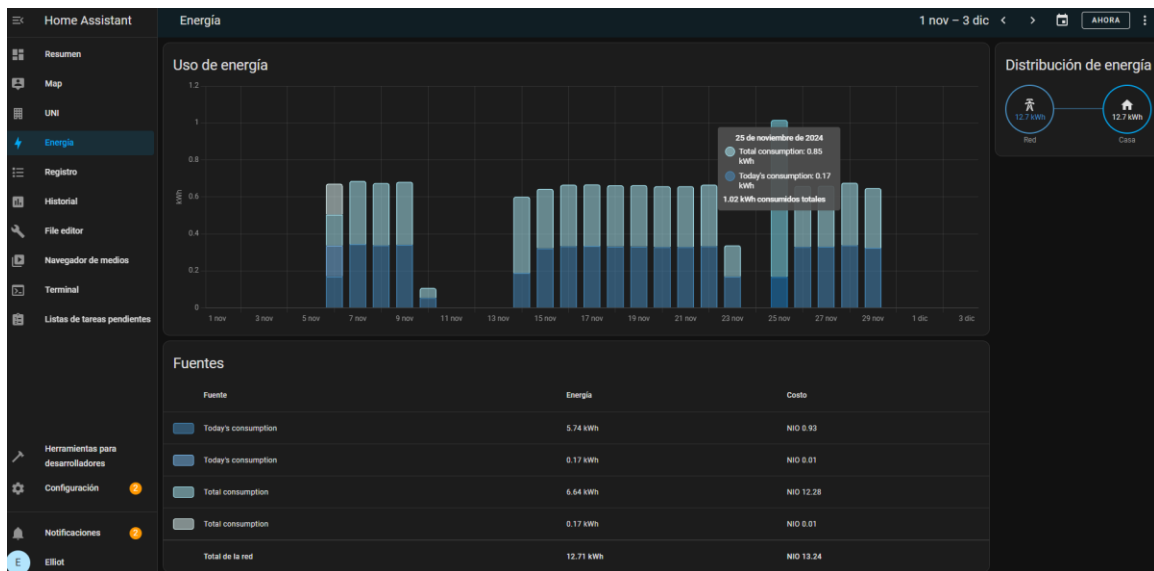 Home Assistant
Resumen
Map
UNI
Energía
Registro
Historial
File editor
Navegador de medios
Terminal
Listas de tareas pendientes
Herramientas para
desarrolladores
Configuración 2
Notificaciones 2
E Elliot
Energía
1 nov – 3 dic
AHORA
Uso de energía
kWh
1.2
1
0.8
0.6
0.4
0.2
0
1 nov 3 nov 5 nov 7 nov 9 nov 11 nov 13 nov 15 nov 17 nov 19 nov 21 nov 23 nov 25 nov 27 nov 29 nov 1 dic 3 dic
25 de noviembre de 2024
Total consumption: 0.85
kWh
Today's consumption: 0.17
kWh
1.02 kWh consumidos totales
Distribución de energía
12.7 kWh 12.7 kWh
Red Casa
Fuentes
Fuente Energía Costo
Today's consumption 5.74 kWh NIO 0.93
Today's consumption 0.17 kWh NIO 0.01
Total consumption 6.64 kWh NIO 12.28
Total consumption 0.17 kWh NIO 0.01
Total de la red 12.71 kWh NIO 13.24